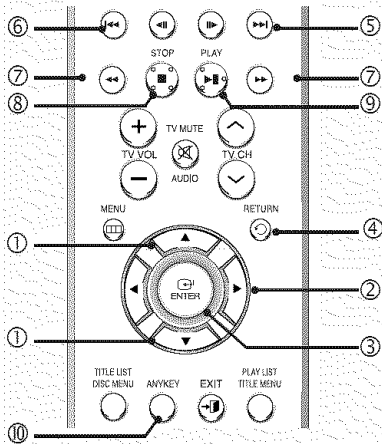 ⑥
⑤
STOP PLAY
⑦
⑦
⑧
⑨
TV MUTE
TV VOL TV CH
AUDIO
MENU RETURN
④
①
②
ENTER
①
③
TITLE LIST PLAY LIST
DISC MENU ANYKEY EXIT TITLE MENU
⑩